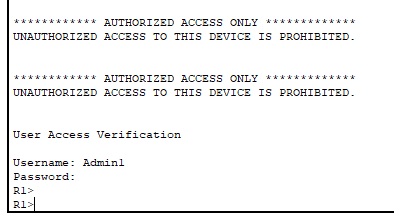 ************ AUTHORIZED ACCESS ONLY *************
UNAUTHORIZED ACCESS TO THIS DEVICE IS PROHIBITED.
************ AUTHORIZED ACCESS ONLY *************
UNAUTHORIZED ACCESS TO THIS DEVICE IS PROHIBITED.
User Access Verification
Username: Admin1
Password:
R1>
R1>